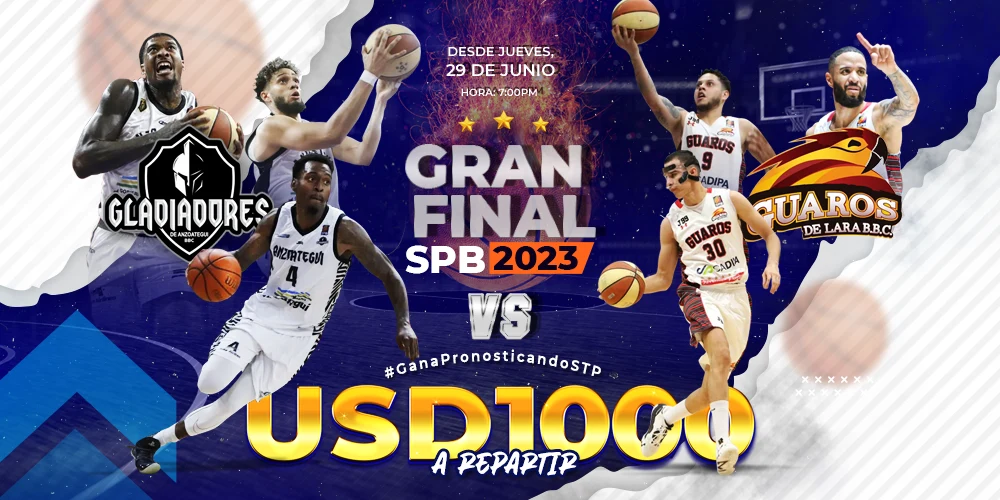 DESDE JUEVES,
29 DE JUNIO
HORA: 7:00PM
GRAN
FINAL
SPB 2023
VS
#GanaPronosticandoSTP
USD1000
A REPARTIR
GLADIADORES
DE ANZOATEGUI
BBC
ANZOATEGUI
4
GUAROS
9
CADIPA
GUAROS
30
GUAROS
DE LARA B.B.C.